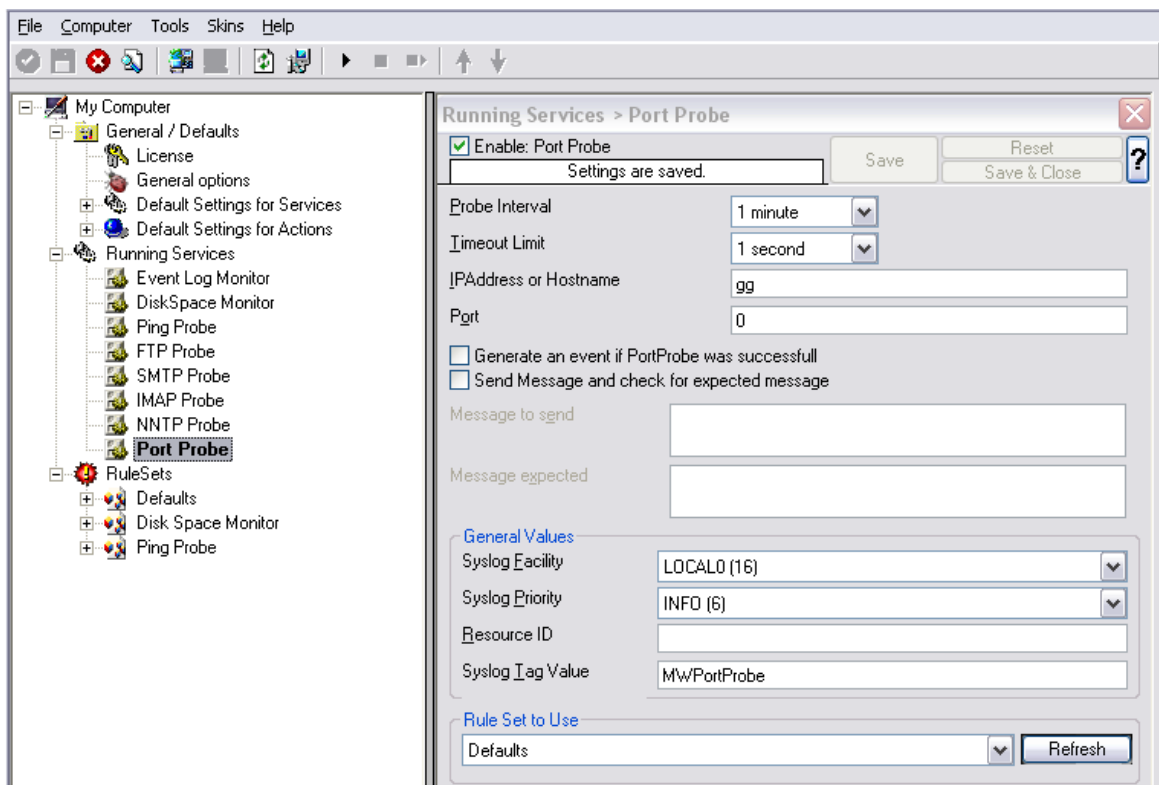 File Computer Tools Skins Help
My Computer
General / Defaults
License
General options
Default Settings for Services
Default Settings for Actions
Running Services
Event Log Monitor
DiskSpace Monitor
Ping Probe
FTP Probe
SMTP Probe
IMAP Probe
NNTP Probe
Port Probe
RuleSets
Defaults
Disk Space Monitor
Ping Probe
Running Services > Port Probe
Enable: Port Probe
Settings are saved.
Save
Reset
Save & Close
?
Probe Interval 1 minute
Timeout Limit 1 second
IPAddress or Hostname gg
Port 0
Generate an event if PortProbe was successfull
Send Message and check for expected message
Message to send
Message expected
General Values
Syslog Facility LOCAL0 (16)
Syslog Priority INFO (6)
Resource ID
Syslog Tag Value MWPortProbe
Rule Set to Use
Defaults Refresh